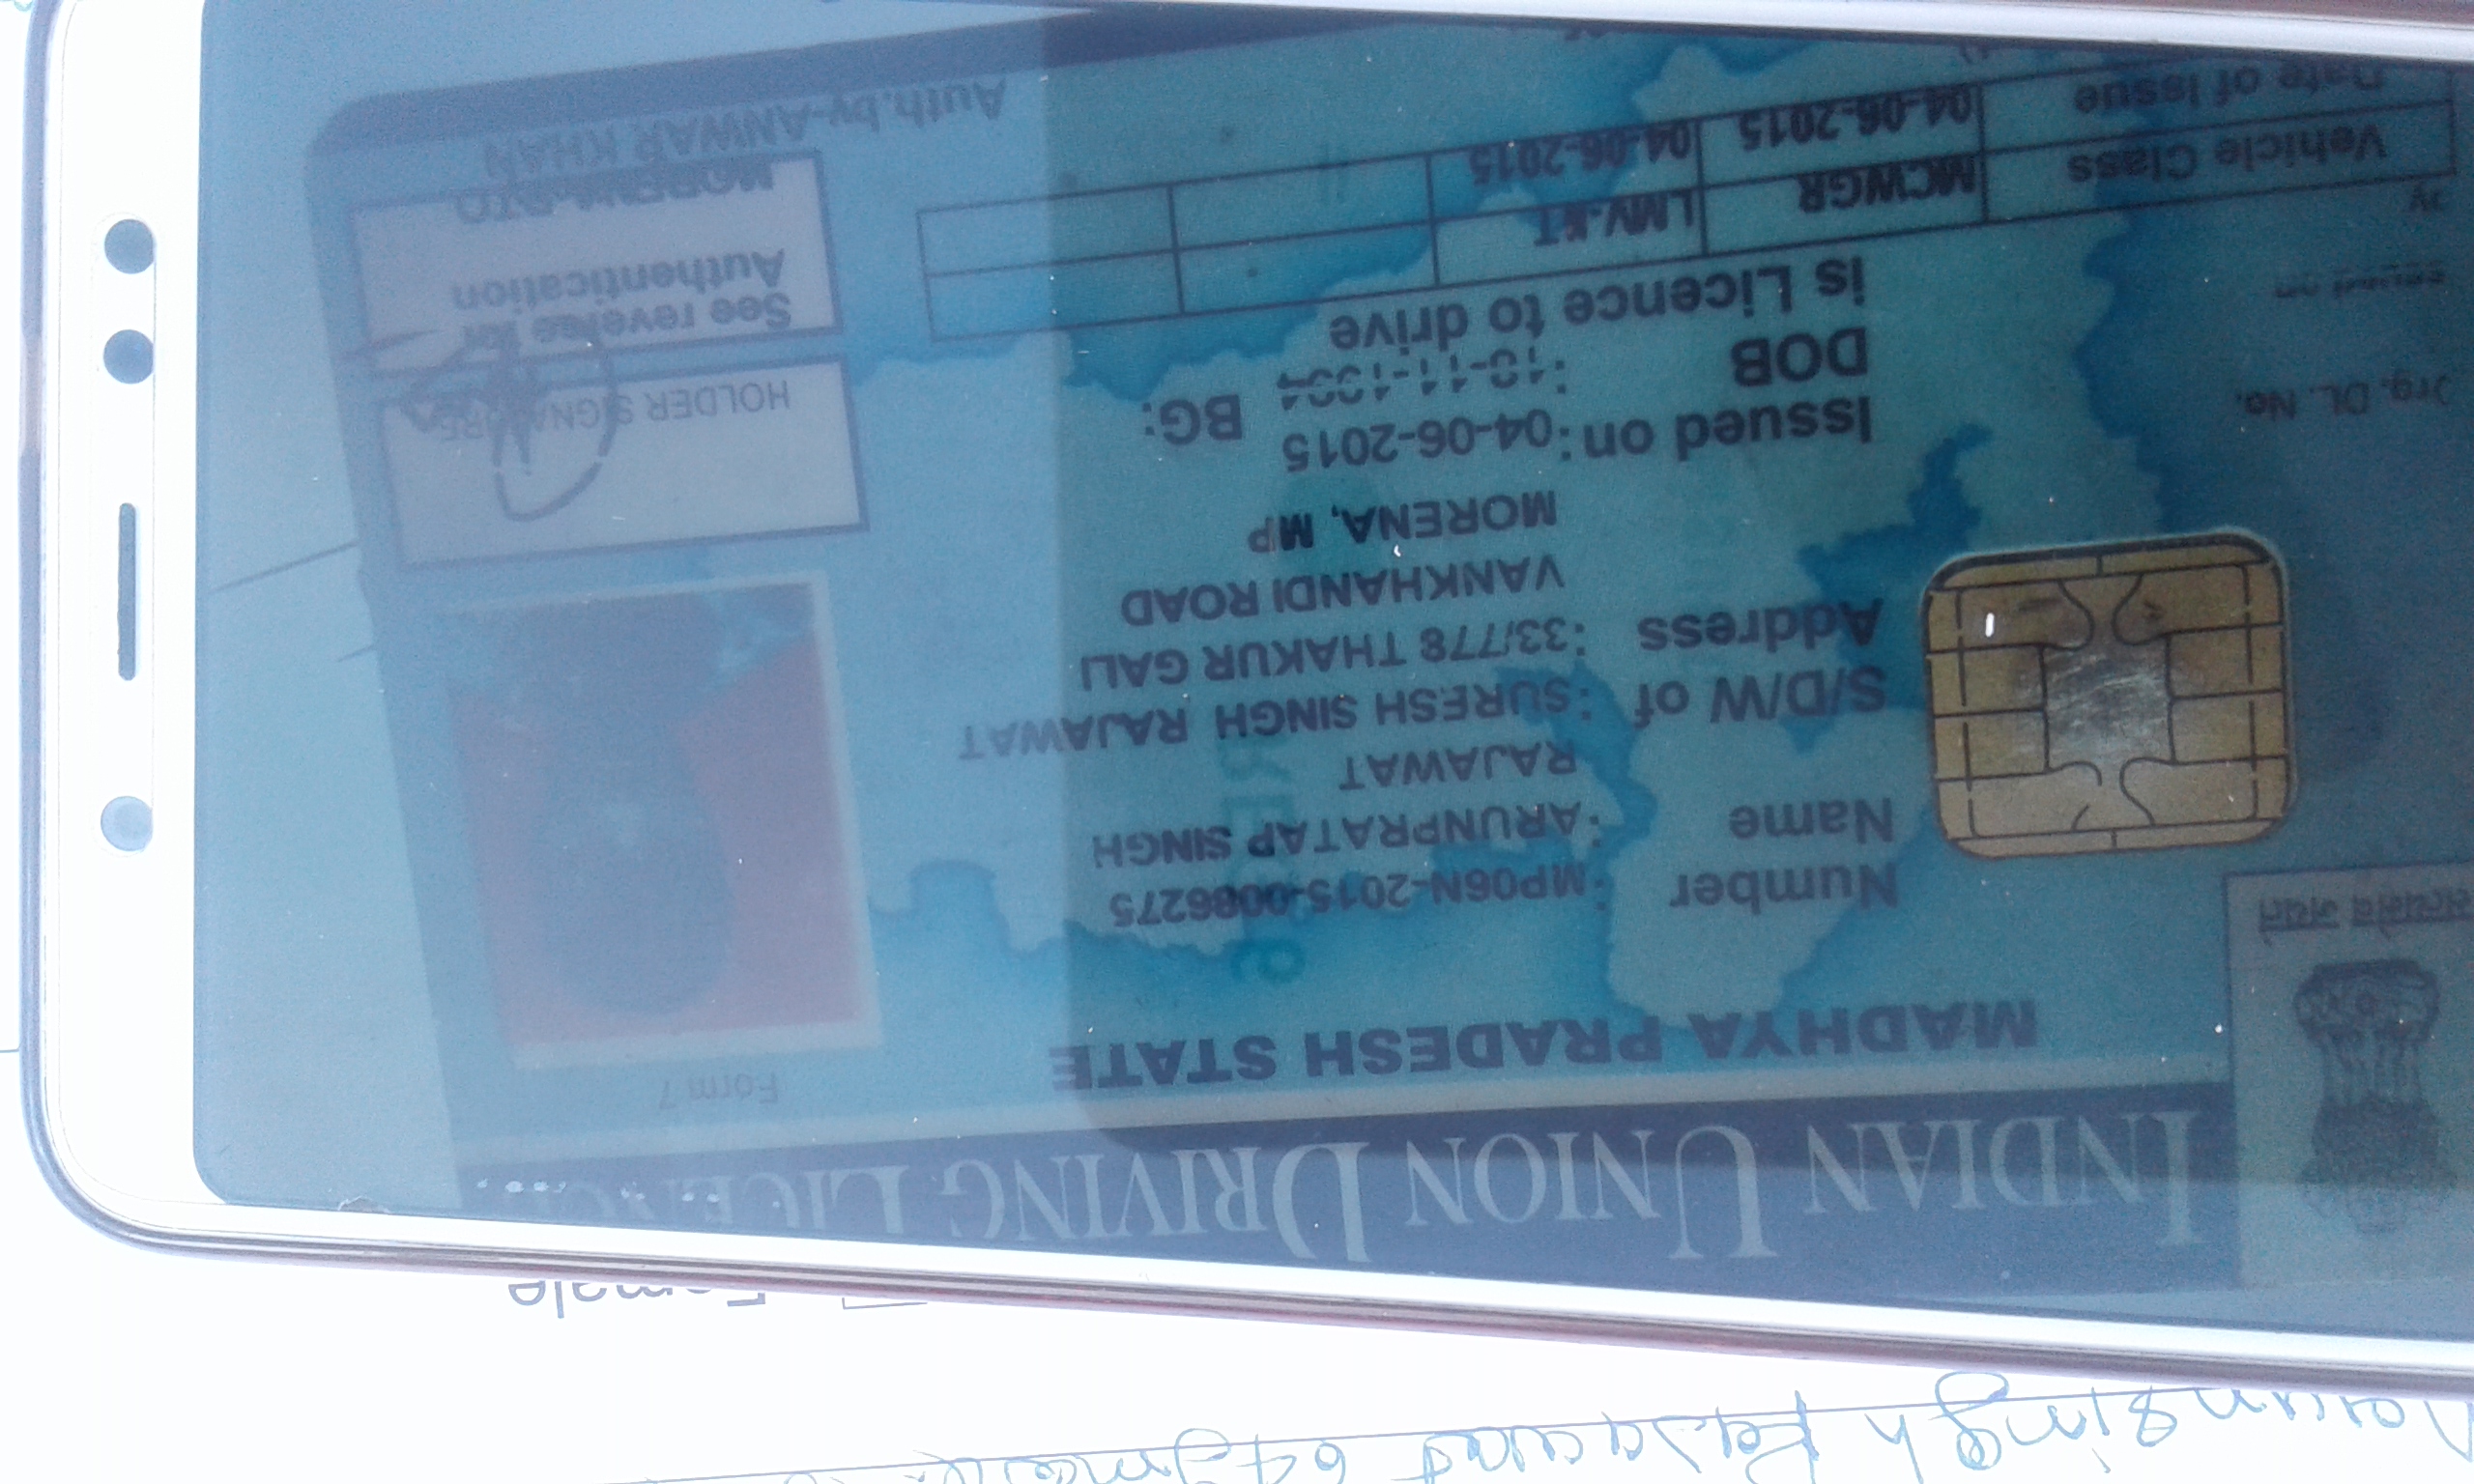 Arunsingh Rajawat 64
Female
INDIAN UNION DRIVING LICENCE
Form 7
MADHYA PRADESH STATE
सत्यमेव जयते
Number :MP06N-2015-0086275
Name :ARUNPRATAP SINGH
RAJAWAT
S/D/W of :SURESH SINGH RAJAWAT
Address :33/778 THAKUR GALI
VANKHANDI ROAD
MORENA, MP
Issued on:04-06-2015 BG:
DOB
is Licence to drive
Org. DL. No.
HOLDER SIGNATURE
See reverse for
Authentication
MORENA RTO
Auth.by-ANWAR KHAN
Vehicle Class MCWGR LMV-NT
Date of Issue 04-06-2015 04-06-2015